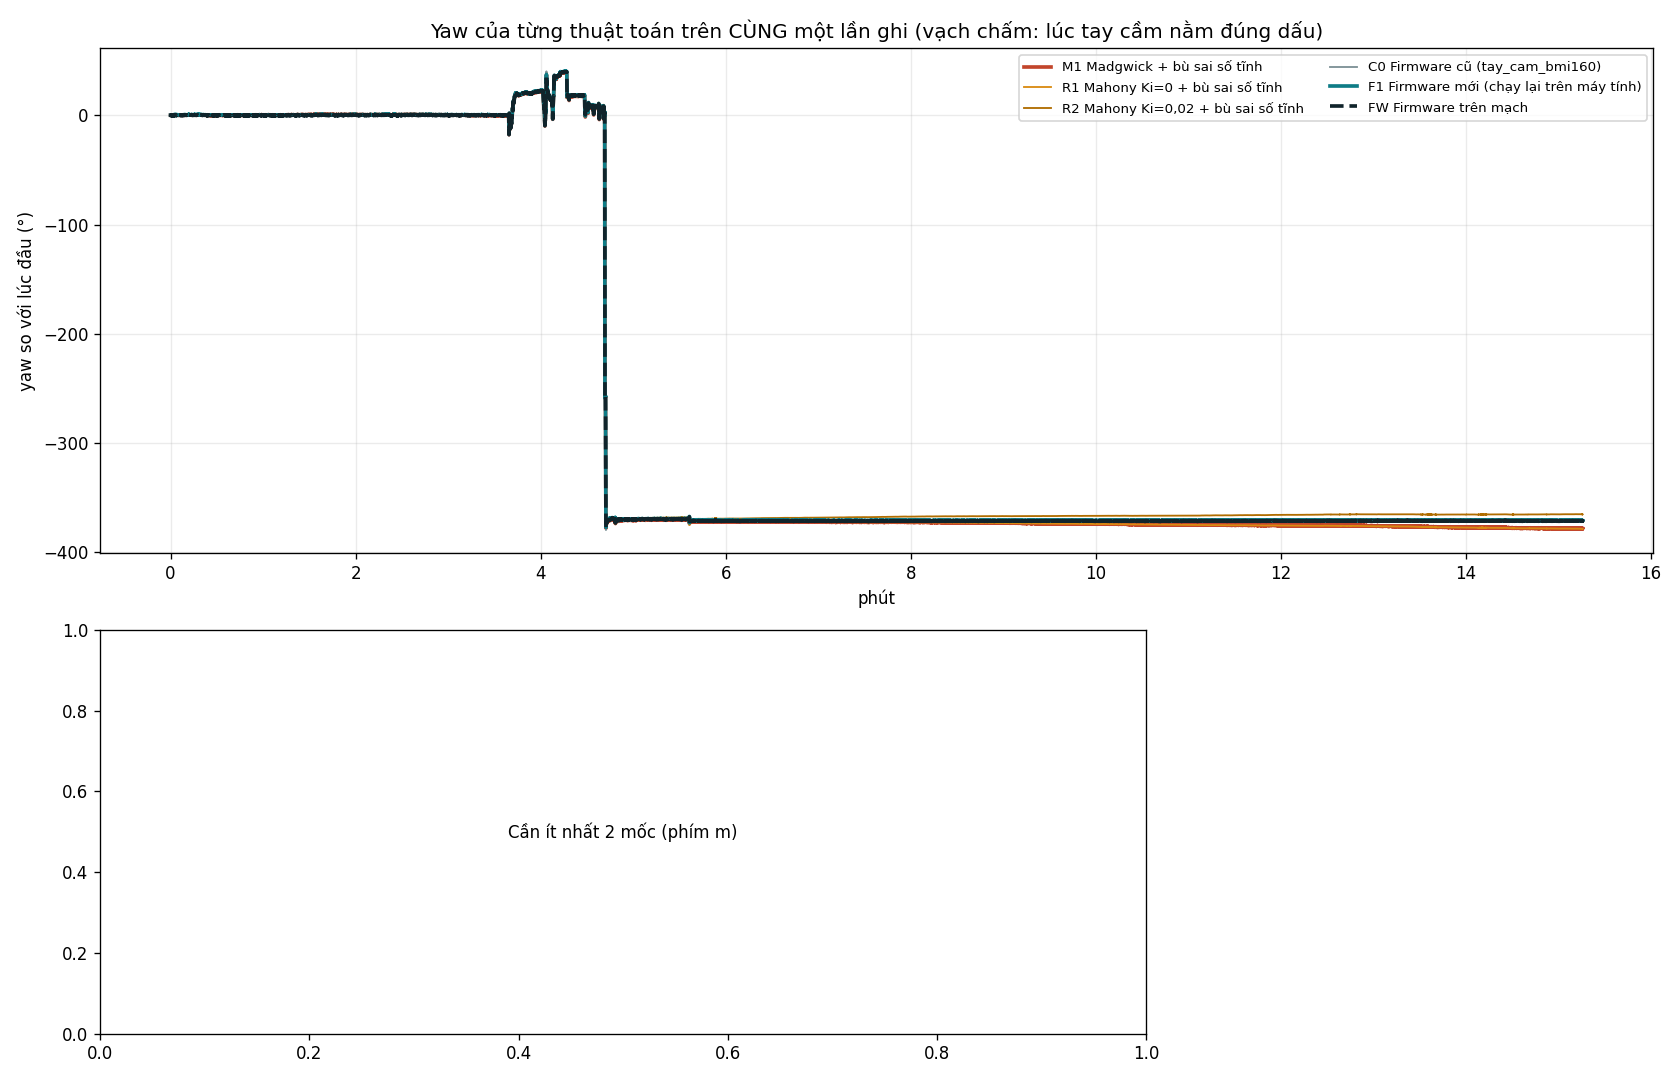 Yaw của từng thuật toán trên CÙNG một lần ghi (vạch chấm: lúc tay cầm nằm đúng dấu)
M1 Madgwick + bù sai số tĩnh
R1 Mahony Ki=0 + bù sai số tĩnh
R2 Mahony Ki=0,02 + bù sai số tĩnh
C0 Firmware cũ (tay_cam_bmi160)
F1 Firmware mới (chạy lại trên máy tính)
FW Firmware trên mạch
yaw so với lúc đầu (°)
0
−100
−200
−300
−400
0 2 4 6 8 10 12 14 16
phút
1.0
0.8
0.6
0.4
0.2
0.0
Cần ít nhất 2 mốc (phím m)
0.0 0.2 0.4 0.6 0.8 1.0